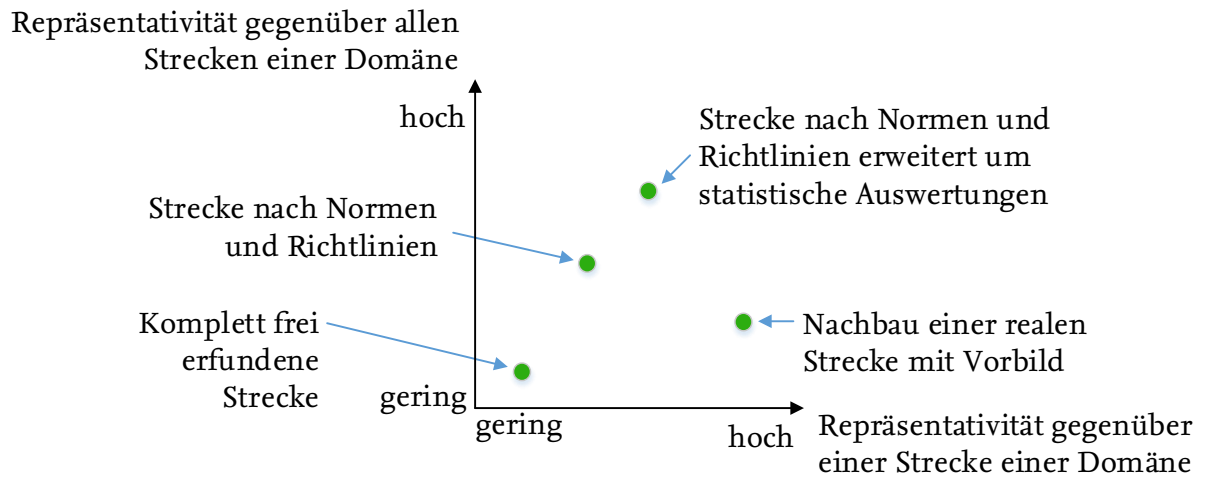 Repräsentativität gegenüber allen
Strecken einer Domäne
hoch
Strecke nach Normen und
Richtlinien erweitert um
statistische Auswertungen
Strecke nach Normen
und Richtlinien
Komplett frei
erfundene
Strecke
Nachbau einer realen
Strecke mit Vorbild
gering
gering
hoch
Repräsentativität gegenüber
einer Strecke einer Domäne